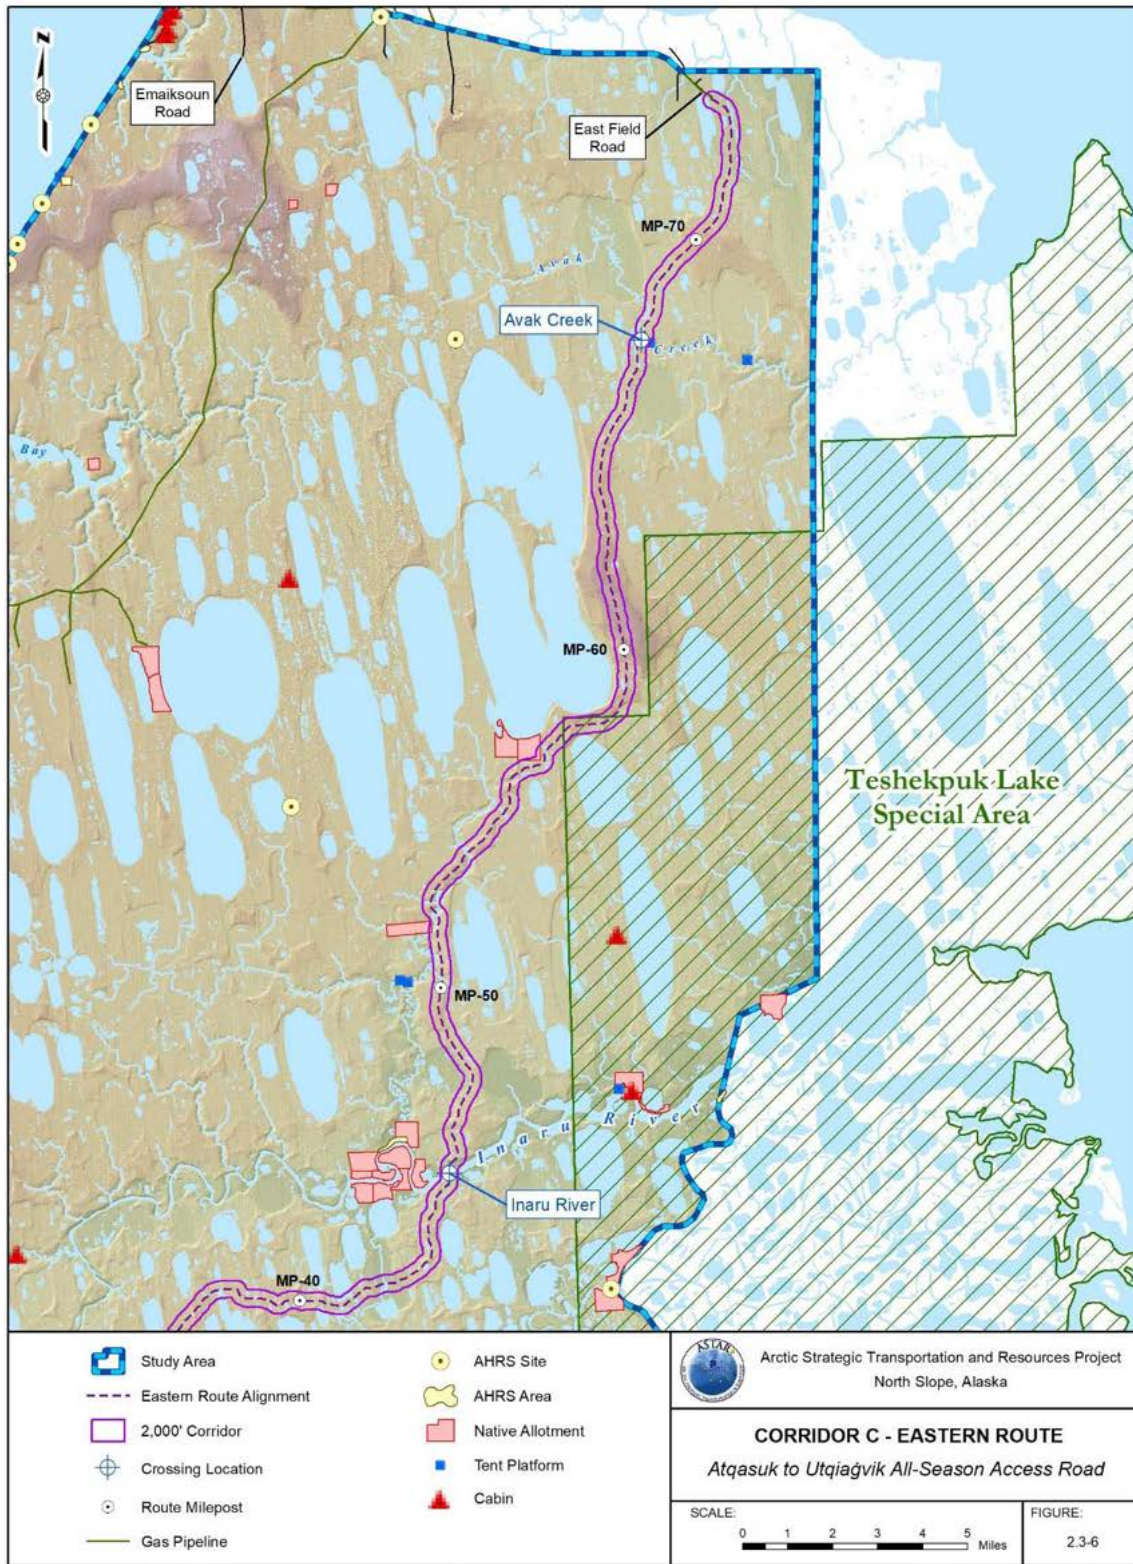 N
Emaiksoun
Road
East Field
Road
MP-70
Avak
Avak Creek
Creek
Bay
MP-60
Teshekpuk Lake
Special Area
MP-50
Inaru River
Inaru River
MP-40
Study Area
Eastern Route Alignment
2,000' Corridor
Crossing Location
Route Milepost
Gas Pipeline
AHRS Site
AHRS Area
Native Allotment
Tent Platform
Cabin
ASTAR
Arctic Strategic Transportation and Resources Project
North Slope, Alaska
CORRIDOR C - EASTERN ROUTE
Atqasuk to Utqiaġvik All-Season Access Road
SCALE:
0 1 2 3 4 5
Miles
FIGURE:
2.3-6